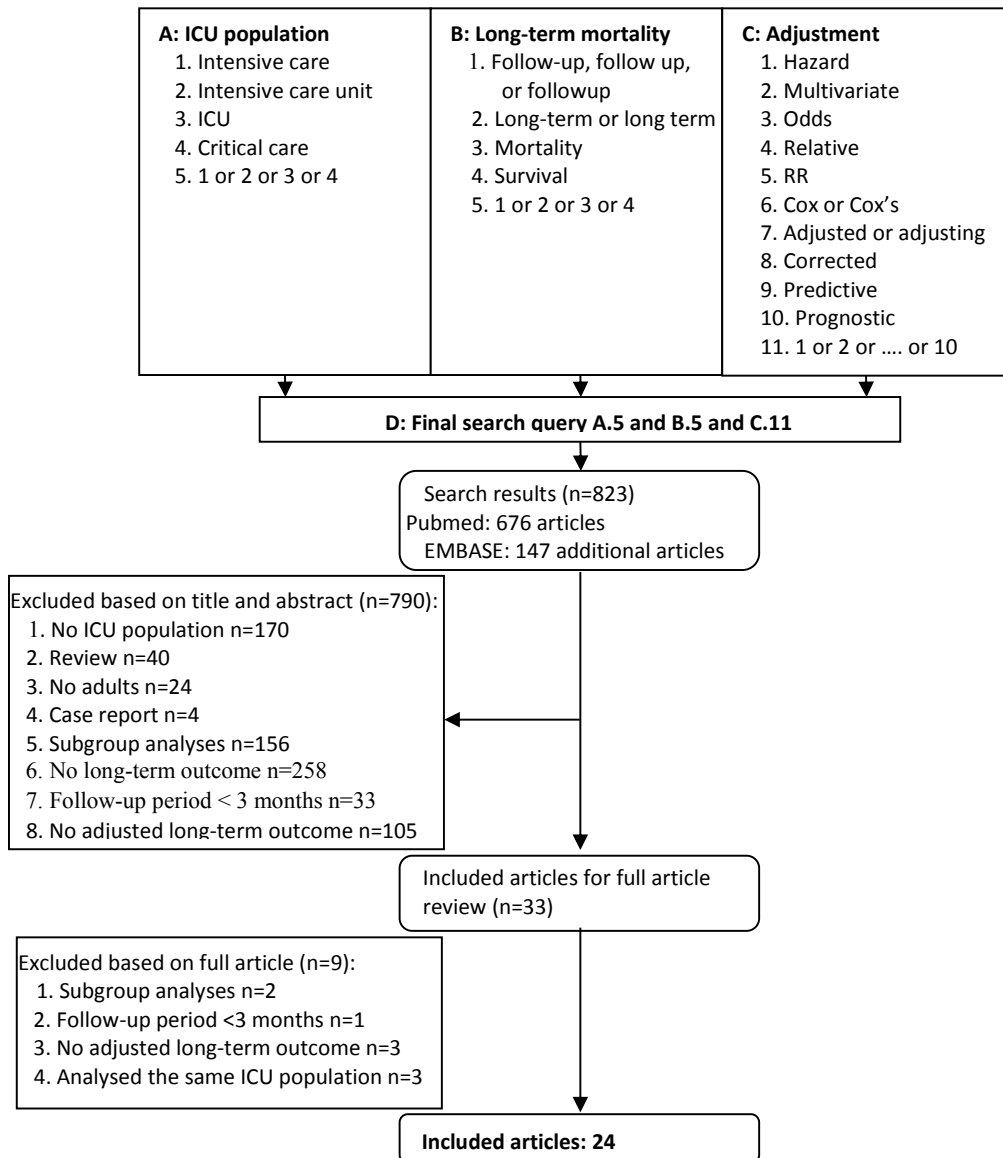 A: ICU population
1. Intensive care
2. Intensive care unit
3. ICU
4. Critical care
5. 1 or 2 or 3 or 4
B: Long-term mortality
1. Follow-up, follow up,
or followup
2. Long-term or long term
3. Mortality
4. Survival
5. 1 or 2 or 3 or 4
C: Adjustment
1. Hazard
2. Multivariate
3. Odds
4. Relative
5. RR
6. Cox or Cox’s
7. Adjusted or adjusting
8. Corrected
9. Predictive
10. Prognostic
11. 1 or 2 or .... or 10
D: Final search query A.5 and B.5 and C.11
Search results (n=823)
Pubmed: 676 articles
EMBASE: 147 additional articles
Excluded based on title and abstract (n=790):
1. No ICU population n=170
2. Review n=40
3. No adults n=24
4. Case report n=4
5. Subgroup analyses n=156
6. No long-term outcome n=258
7. Follow-up period < 3 months n=33
8. No adjusted long-term outcome n=105
Included articles for full article
review (n=33)
Excluded based on full article (n=9):
1. Subgroup analyses n=2
2. Follow-up period <3 months n=1
3. No adjusted long-term outcome n=3
4. Analysed the same ICU population n=3
Included articles: 24